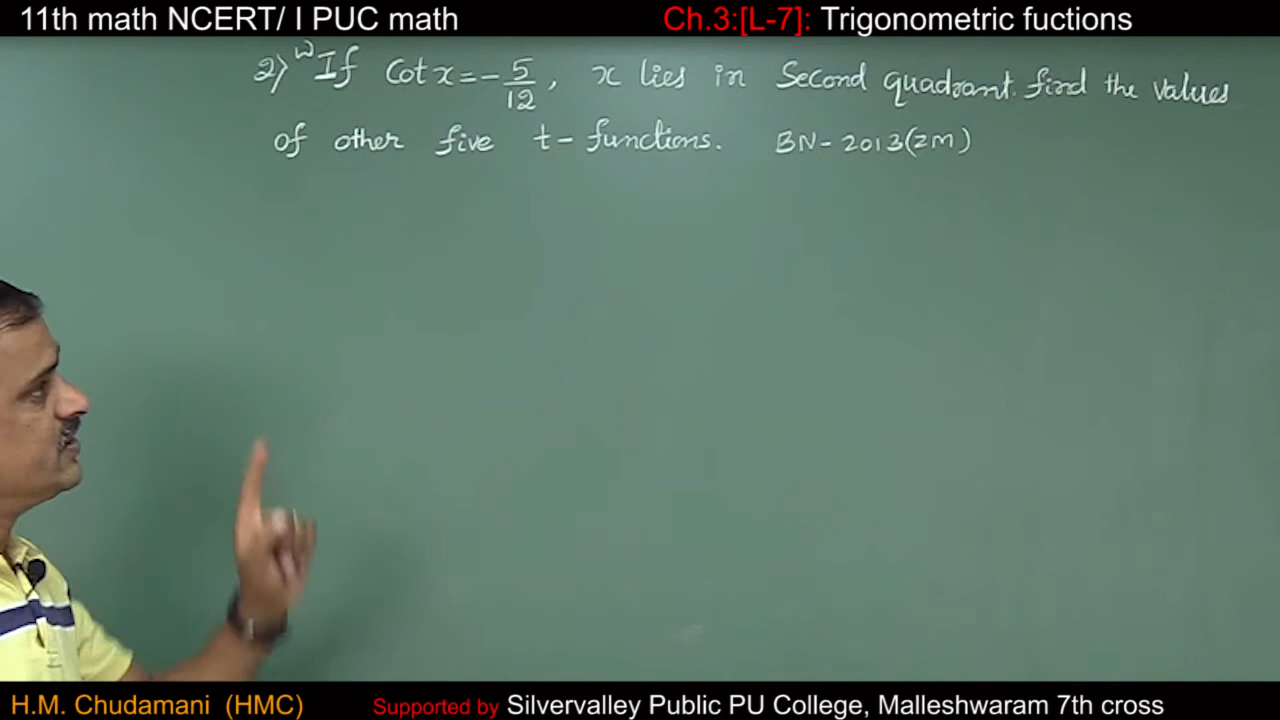 11th math NCERT/ I PUC math Ch.3:[L-7]: Trigonometric fuctions
2) w If Cot x = -5/12, x lies in Second quadrant. find the values
of other five t-functions. BN-2013(2M)
H.M. Chudamani (HMC) Supported by Silvervalley Public PU College, Malleshwaram 7th cross